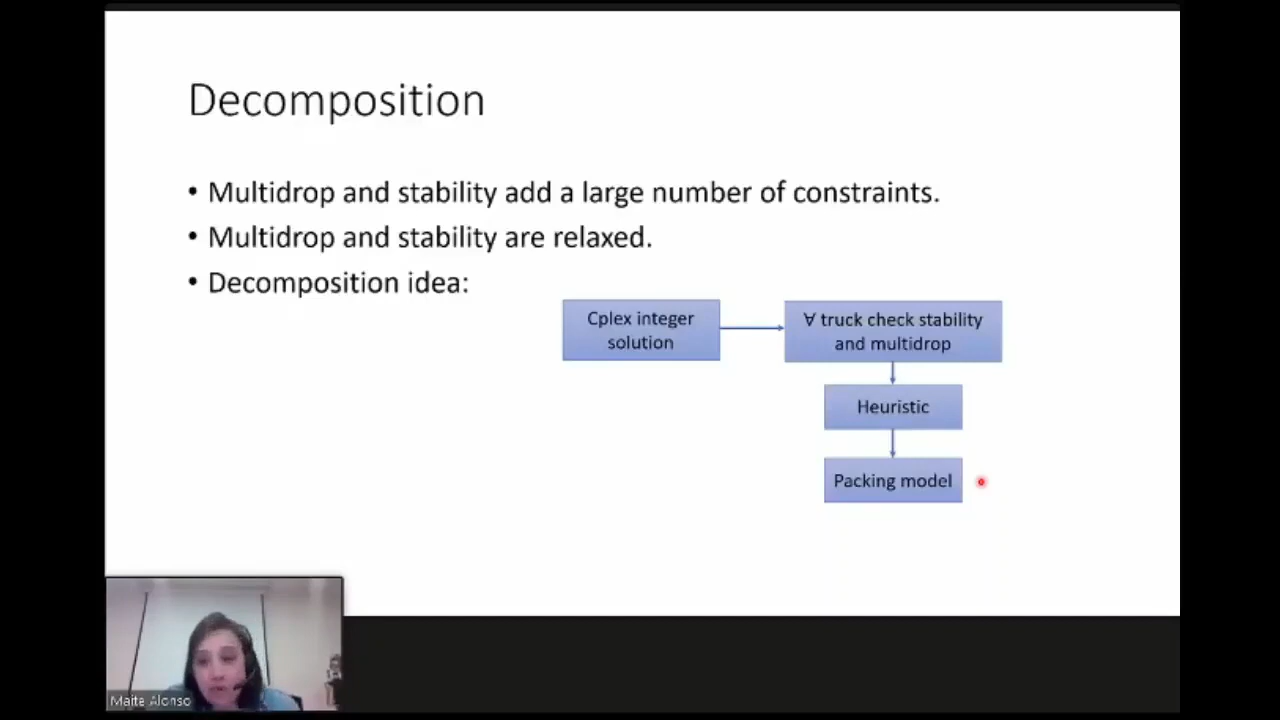 Decomposition
• Multidrop and stability add a large number of constraints.
• Multidrop and stability are relaxed.
• Decomposition idea:
Cplex integer
solution
∀ truck check stability
and multidrop
Heuristic
Packing model
Maite Alonso